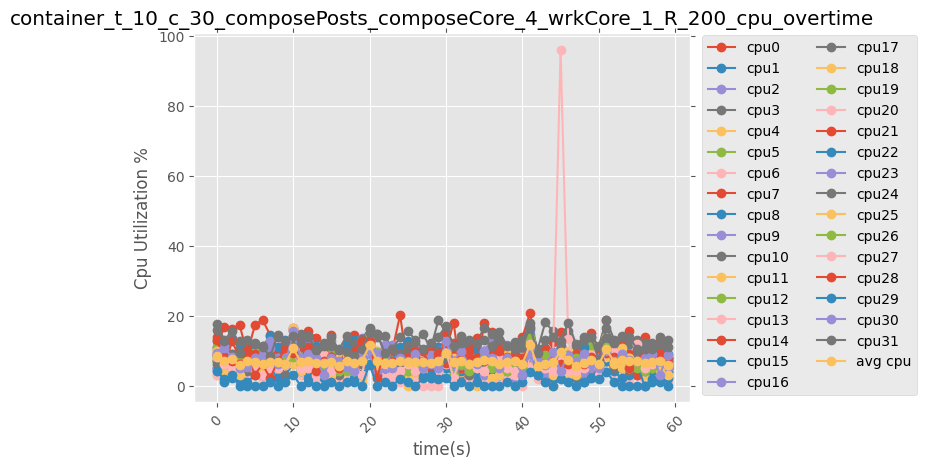 container_t_10_c_30_composePosts_composeCore_4_wrkCore_1_R_200_cpu_overtime
Cpu Utilization %
100
80
60
40
20
0
0
10
20
30
40
50
60
time(s)
cpu0
cpu1
cpu2
cpu3
cpu4
cpu5
cpu6
cpu7
cpu8
cpu9
cpu10
cpu11
cpu12
cpu13
cpu14
cpu15
cpu16
cpu17
cpu18
cpu19
cpu20
cpu21
cpu22
cpu23
cpu24
cpu25
cpu26
cpu27
cpu28
cpu29
cpu30
cpu31
avg cpu